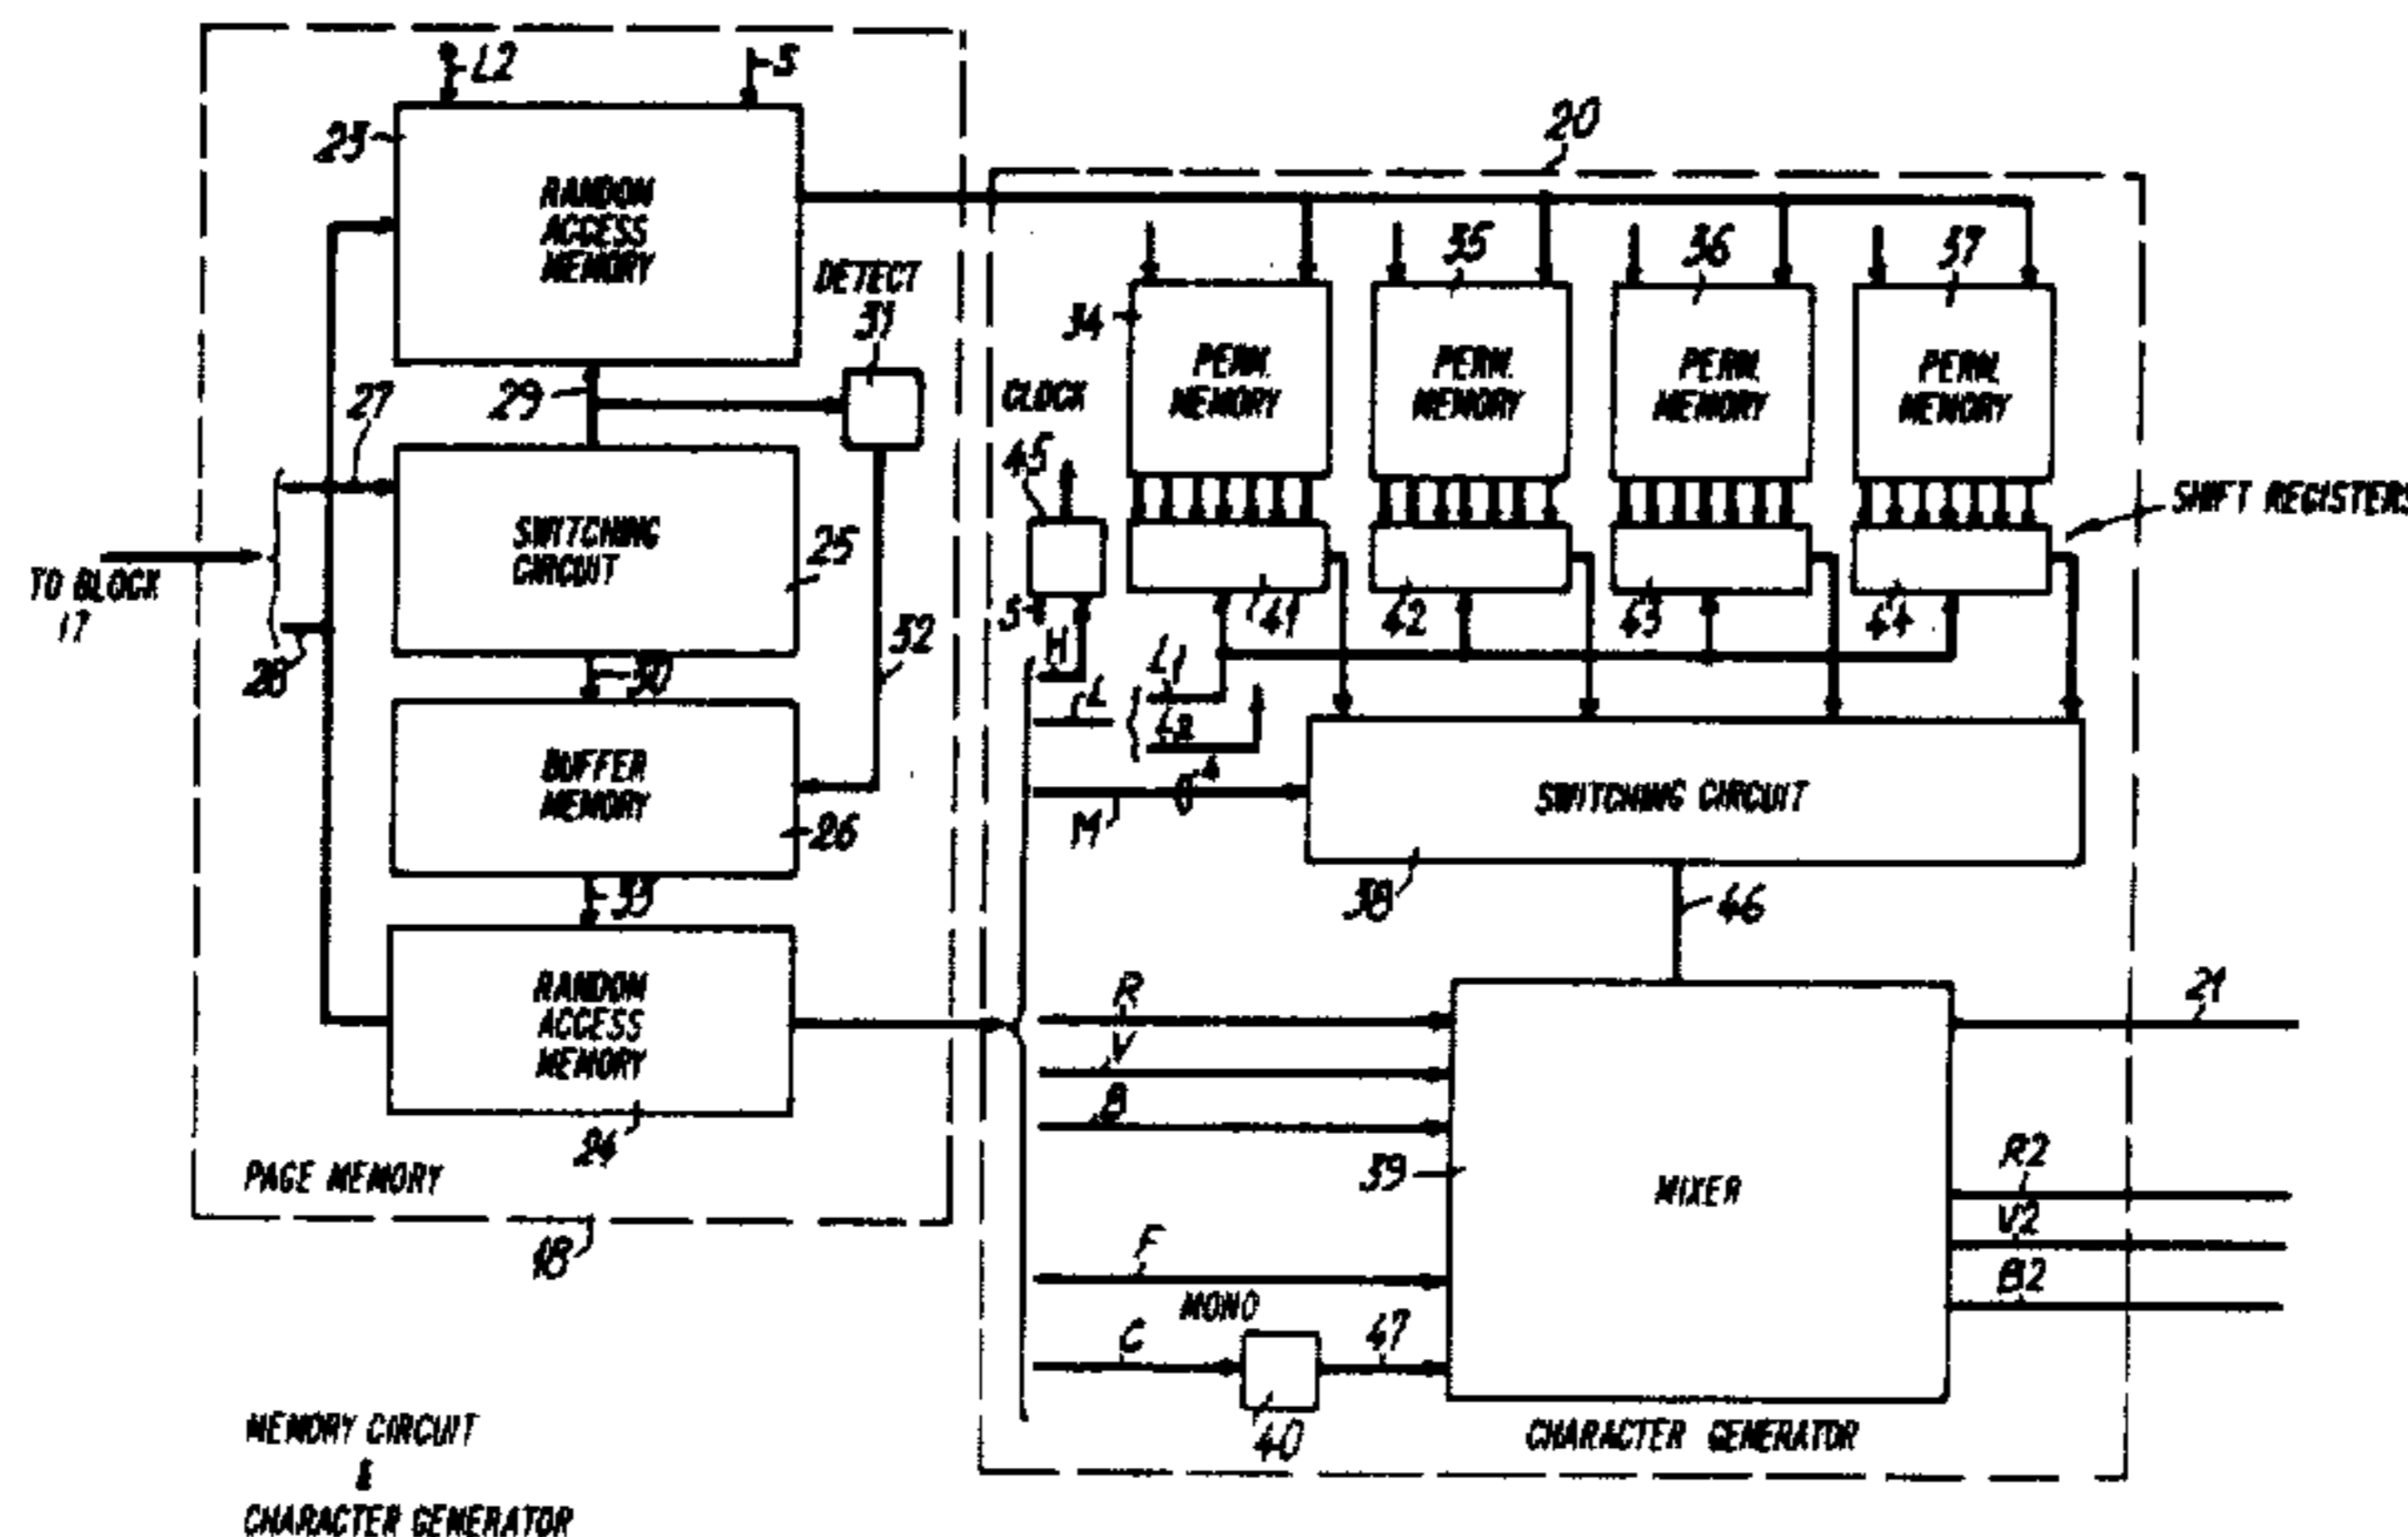 L2
S
23
RANDOM
ACCESS
MEMORY
20
DETECT
31
27
29
SWITCHING
CIRCUIT
25
TO BLOCK
17
28
30
32
BUFFER
MEMORY
26
33
RANDOM
ACCESS
MEMORY
24
PAGE MEMORY
18
34
35
36
37
PERM.
MEMORY
PERM.
MEMORY
PERM.
MEMORY
PERM.
MEMORY
CLOCK
45
SHIFT REGISTERS
S
H
41
42
43
44
L
L1
L2
M
4
SWITCHING CIRCUIT
38
46
R
V
B
39
MIXER
21
R2
V2
B2
F
MONO
C
47
40
CHARACTER GENERATOR
MEMORY CIRCUIT
&
CHARACTER GENERATOR